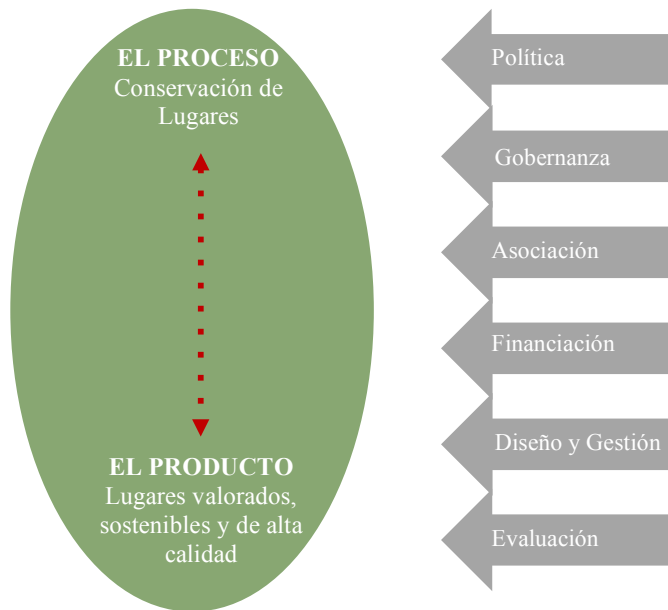 EL PROCESO
Conservación de
Lugares
EL PRODUCTO
Lugares valorados,
sostenibles y de alta
calidad
Política
Gobernanza
Asociación
Financiación
Diseño y Gestión
Evaluación